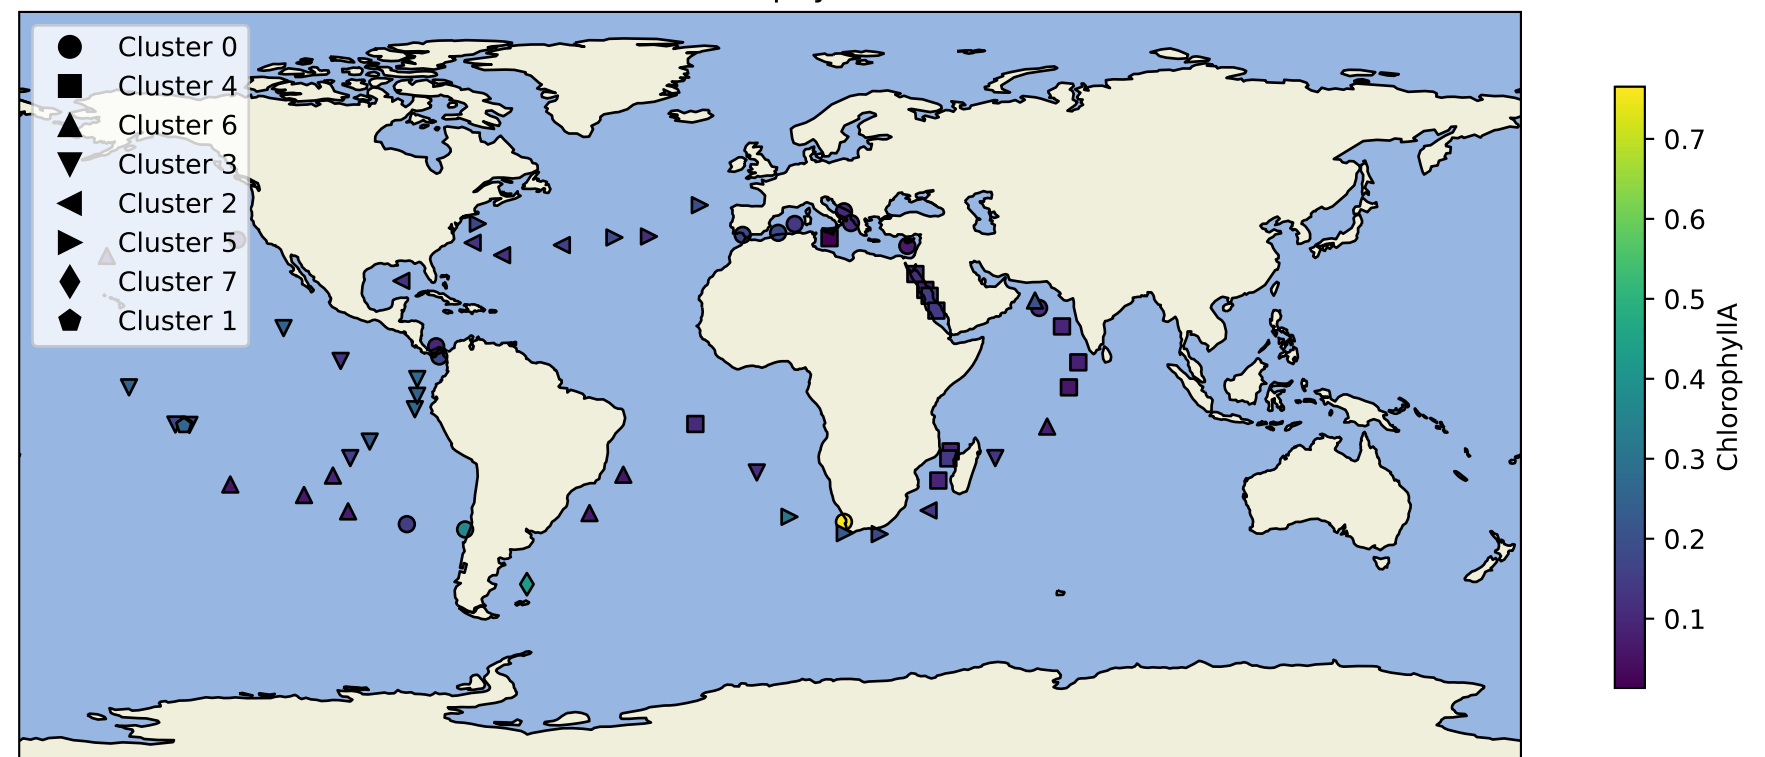 Cluster 0
Cluster 4
Cluster 6
Cluster 3
Cluster 2
Cluster 5
Cluster 7
Cluster 1
0.7
0.6
0.5
0.4
0.3
0.2
0.1
ChlorophyllA